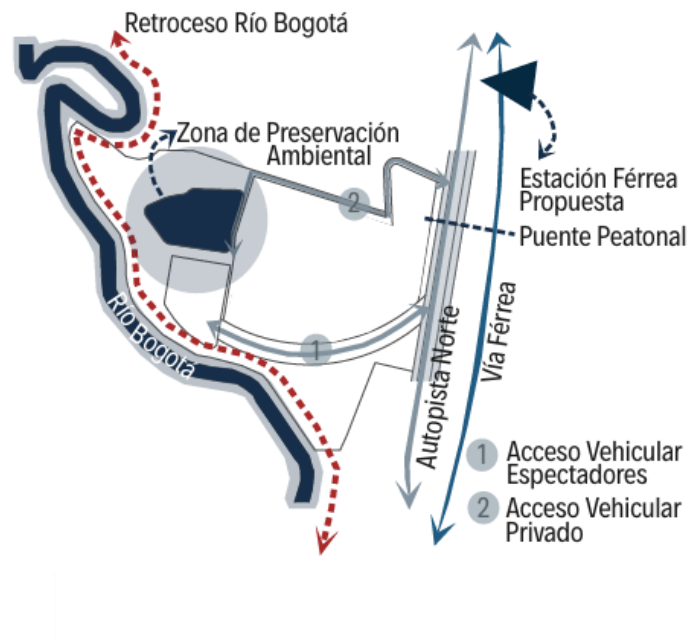 Retroceso Río Bogotá
Zona de Preservación
Ambiental
2
Estación Férrea
Propuesta
Puente Peatonal
Río Bogotá
1
Autopista Norte
Vía Férrea
1 Acceso Vehicular
Espectadores
2 Acceso Vehicular
Privado